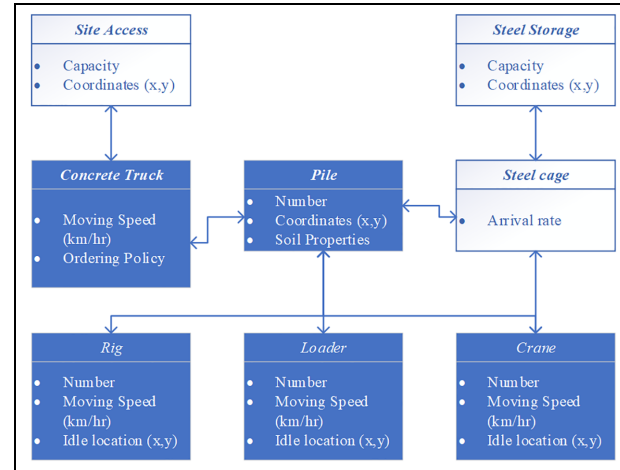 Site Access
• Capacity
• Coordinates (x,y)
Steel Storage
• Capacity
• Coordinates (x,y)
Concrete Truck
• Moving Speed
(km/hr)
• Ordering Policy
Pile
• Number
• Coordinates (x,y)
• Soil Properties
Steel cage
• Arrival rate
Rig
• Number
• Moving Speed
(km/hr)
• Idle location (x,y)
Loader
• Number
• Moving Speed
(km/hr)
• Idle location (x,y)
Crane
• Number
• Moving Speed
(km/hr)
• Idle location (x,y)